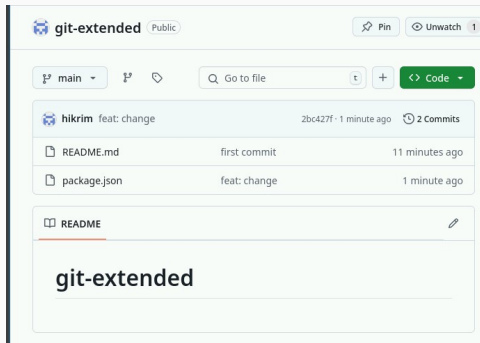 git-extended Public Pin Unwatch 1
main Go to file t + Code
hikrim feat: change 2bc427f · 1 minute ago 2 Commits
README.md first commit 11 minutes ago
package.json feat: change 1 minute ago
README
git-extended